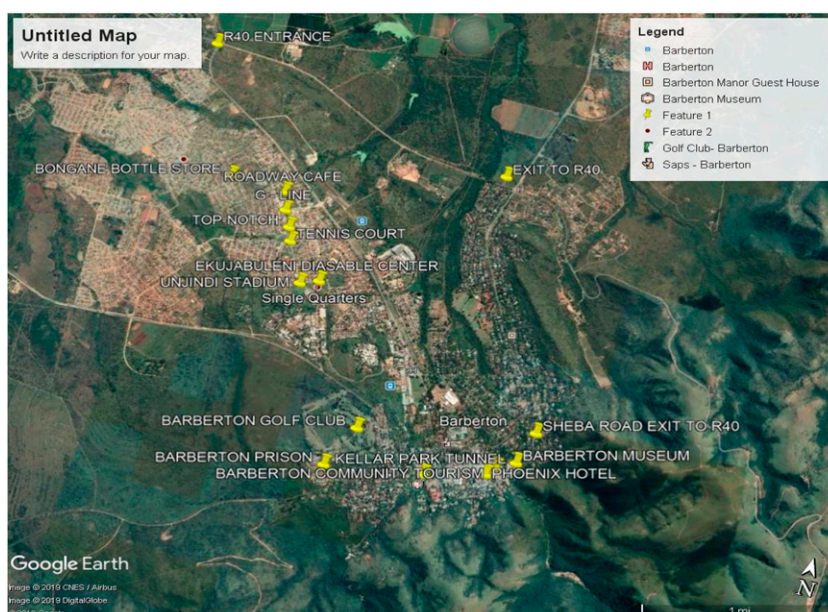 Untitled Map
Write a description for your map.
R40 ENTRANCE
Legend
Barberton
Barberton
Barberton Manor Guest House
Barberton Museum
Feature 1
Feature 2
Golf Club- Barberton
Saps - Barberton
BONGANE BOTTLE STORE
ROADWAY CAFE
EXIT TO R40
G - LINE
TOP NOTCH
TENNIS COURT
EKUJABULENI DIASABLE CENTER
UNJINDI STADIUM
Single Quarters
BARBERTON GOLF CLUB
Barberton
SHEBA ROAD EXIT TO R40
BARBERTON PRISON
KELLAR PARK TUNNEL
BARBERTON MUSEUM
BARBERTON COMMUNITY TOURISM
PHOENIX HOTEL
Google Earth
Image © 2019 CNES / Airbus
Image © 2019 DigitalGlobe
N
1 mi